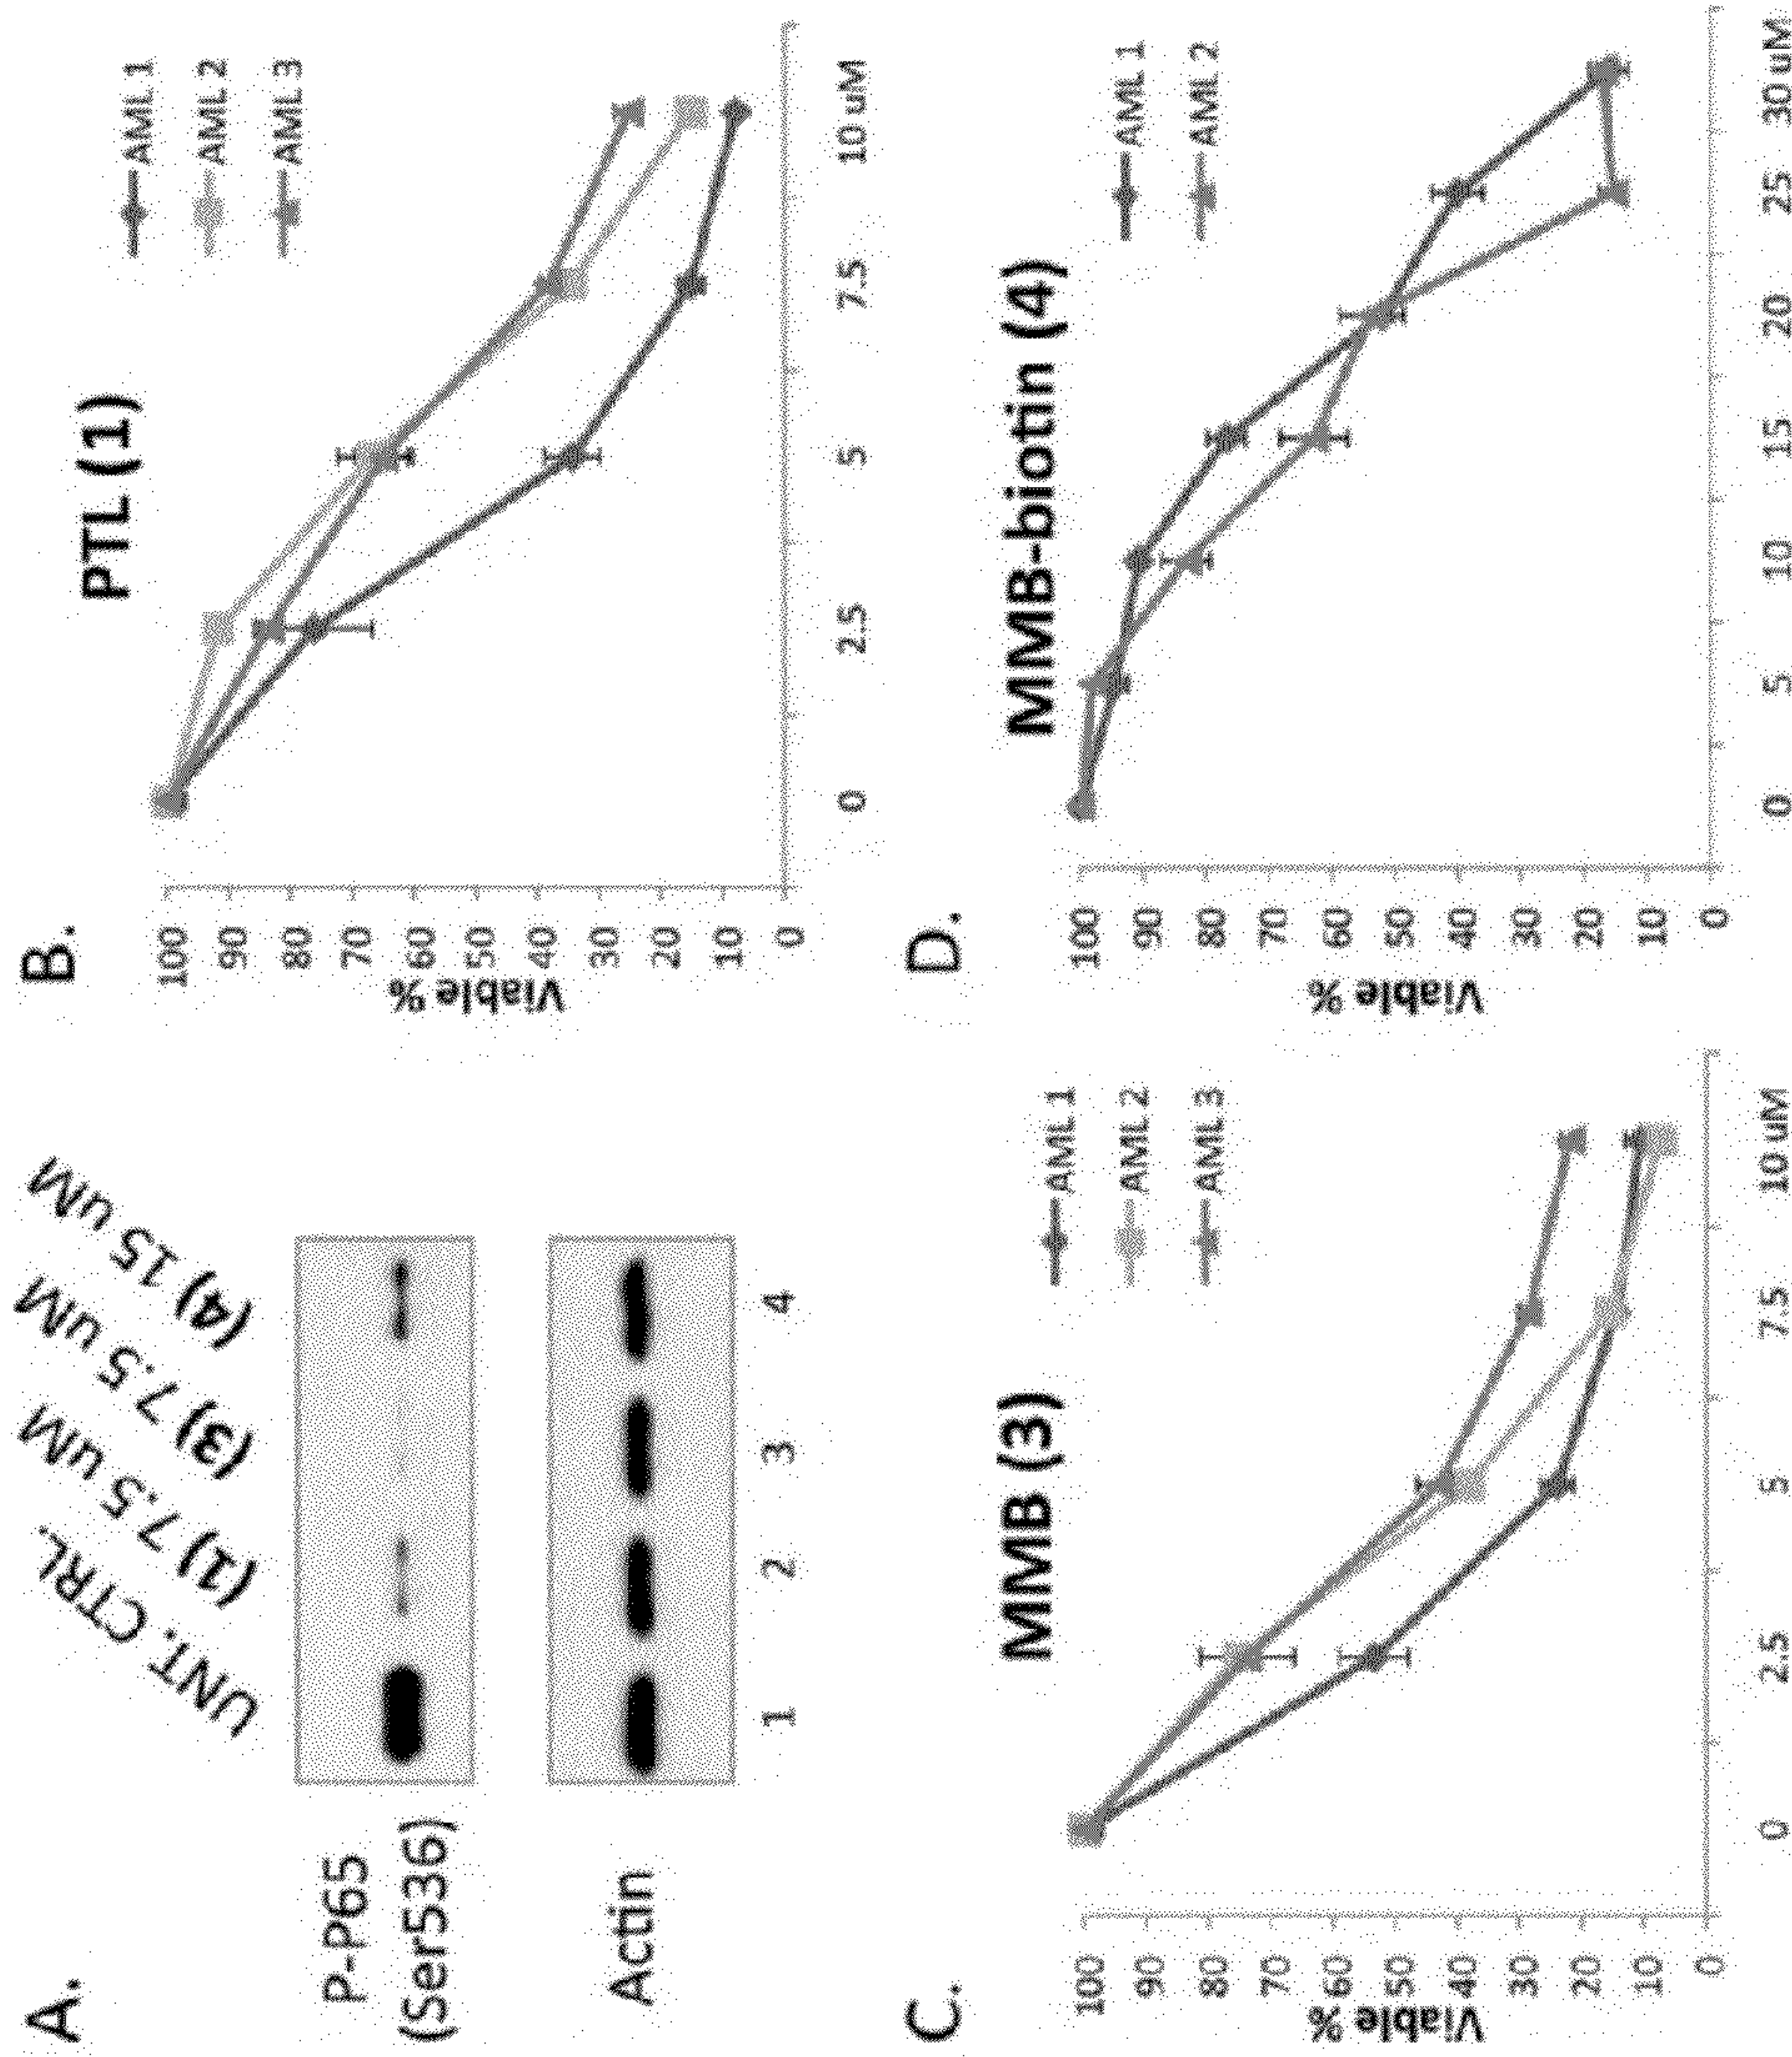 A.
UNT. CTRL.
(1) 7.5 uM
(3) 7.5 uM
(4) 15 uM
P-P65
(Ser536)
Actin
1 2 3 4
B.
PTL (1)
Viable %
100
90
80
70
60
50
40
30
20
10
0
0 2.5 5 7.5 10 uM
AML 1
AML 2
AML 3
C.
MMB (3)
Viable %
100
90
80
70
60
50
40
30
20
10
0
0 2.5 5 7.5 10 uM
AML 1
AML 2
AML 3
D.
MMB-biotin (4)
Viable %
100
90
80
70
60
50
40
30
20
10
0
0 5 10 15 20 25 30 uM
AML 1
AML 2